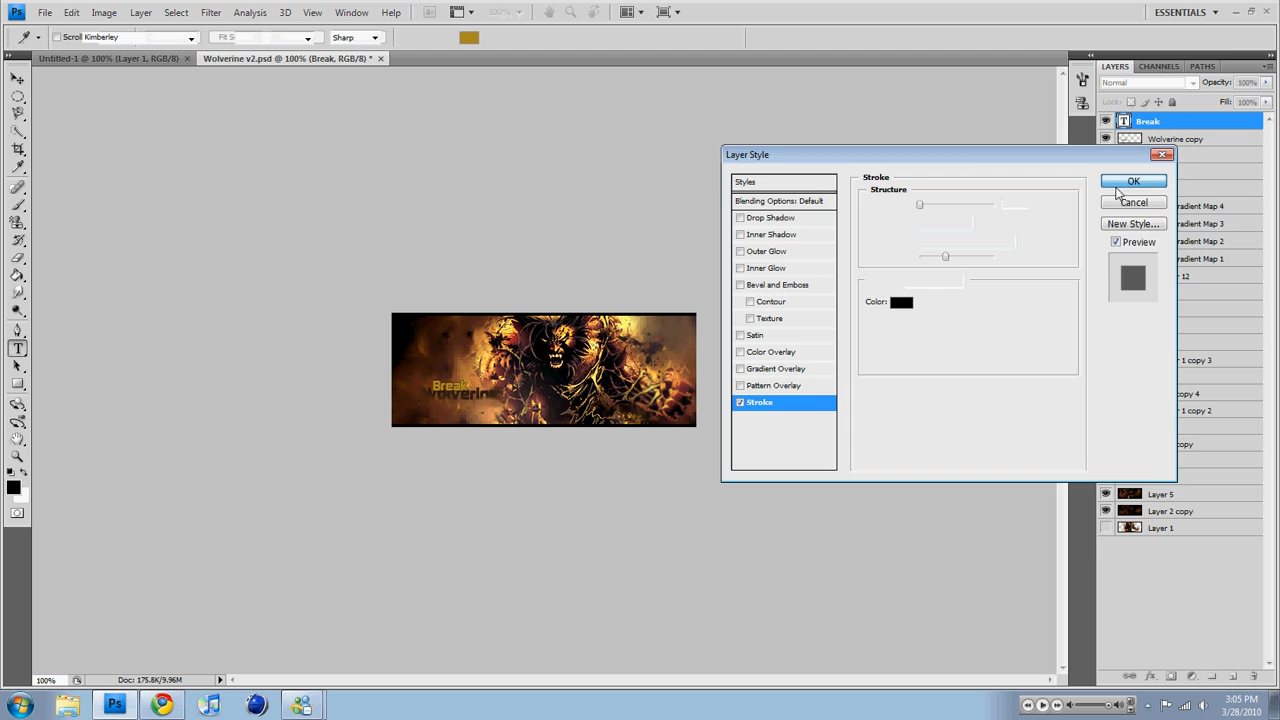 Ps File Edit Image Layer Select Filter Analysis 3D View Window Help Br 100% ESSENTIALS
Scroll Kimberley Fit S Sharp
Untitled-1 @ 100% (Layer 1, RGB/8) Wolverine v2.psd @ 100% (Break, RGB/8) *
LAYERS CHANNELS PATHS
Normal Opacity: 100%
Lock: Fill: 100%
T Break
Wolverine copy
Layer Style
Styles
Blending Options: Default
Drop Shadow
Inner Shadow
Outer Glow
Inner Glow
Bevel and Emboss
Contour
Texture
Satin
Color Overlay
Gradient Overlay
Pattern Overlay
Stroke
Stroke
Structure
Color:
OK
Cancel
New Style...
Preview
radient Map 4
radient Map 3
radient Map 2
radient Map 1
r 12
r 1 copy 3
copy 4
r 1 copy 2
copy
Layer 5
Layer 2 copy
Layer 1
Break
Wolverine
100% Doc: 175.8K/9.96M
Ps
3:05 PM
3/28/2010